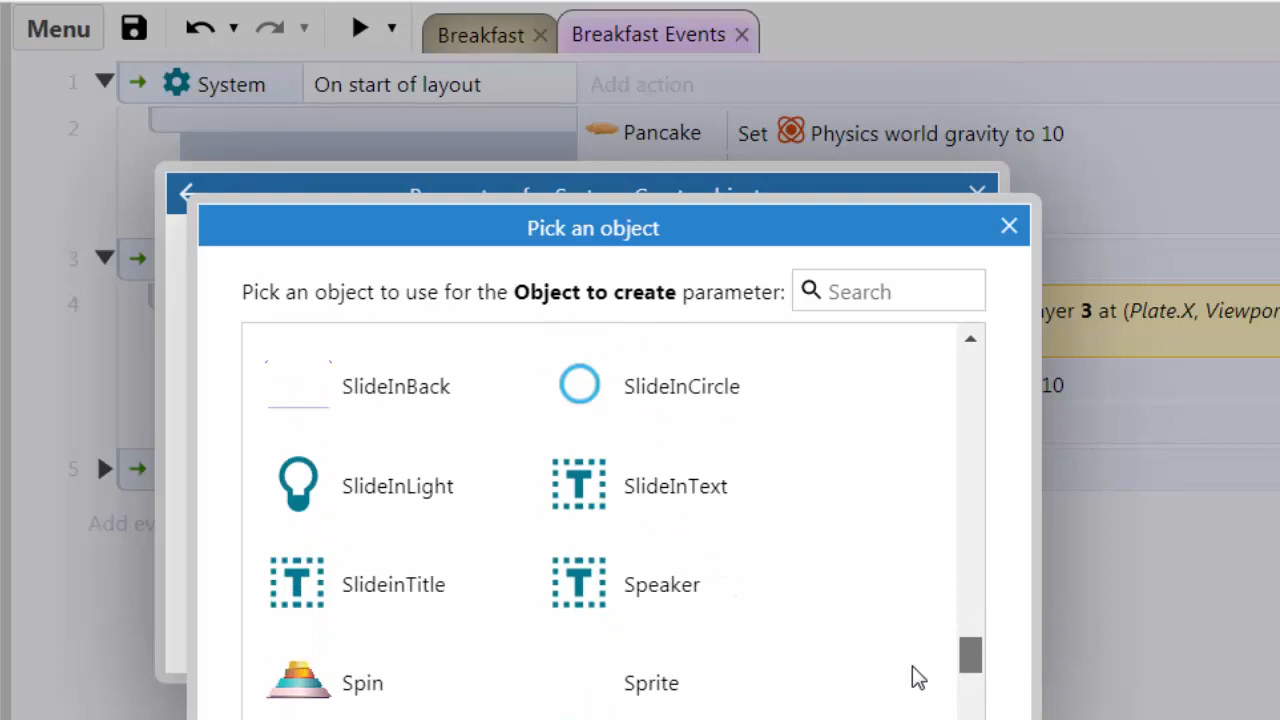 Menu
Breakfast
Breakfast Events
1 System On start of layout Add action
2 Pancake Set Physics world gravity to 10
Pick an object
3
Pick an object to use for the Object to create parameter: Search
4 ayer 3 at (Plate.X, Viewpor
SlideInBack SlideInCircle 10
5 SlideInLight SlideInText
Add ev
SlideinTitle Speaker
Spin Sprite